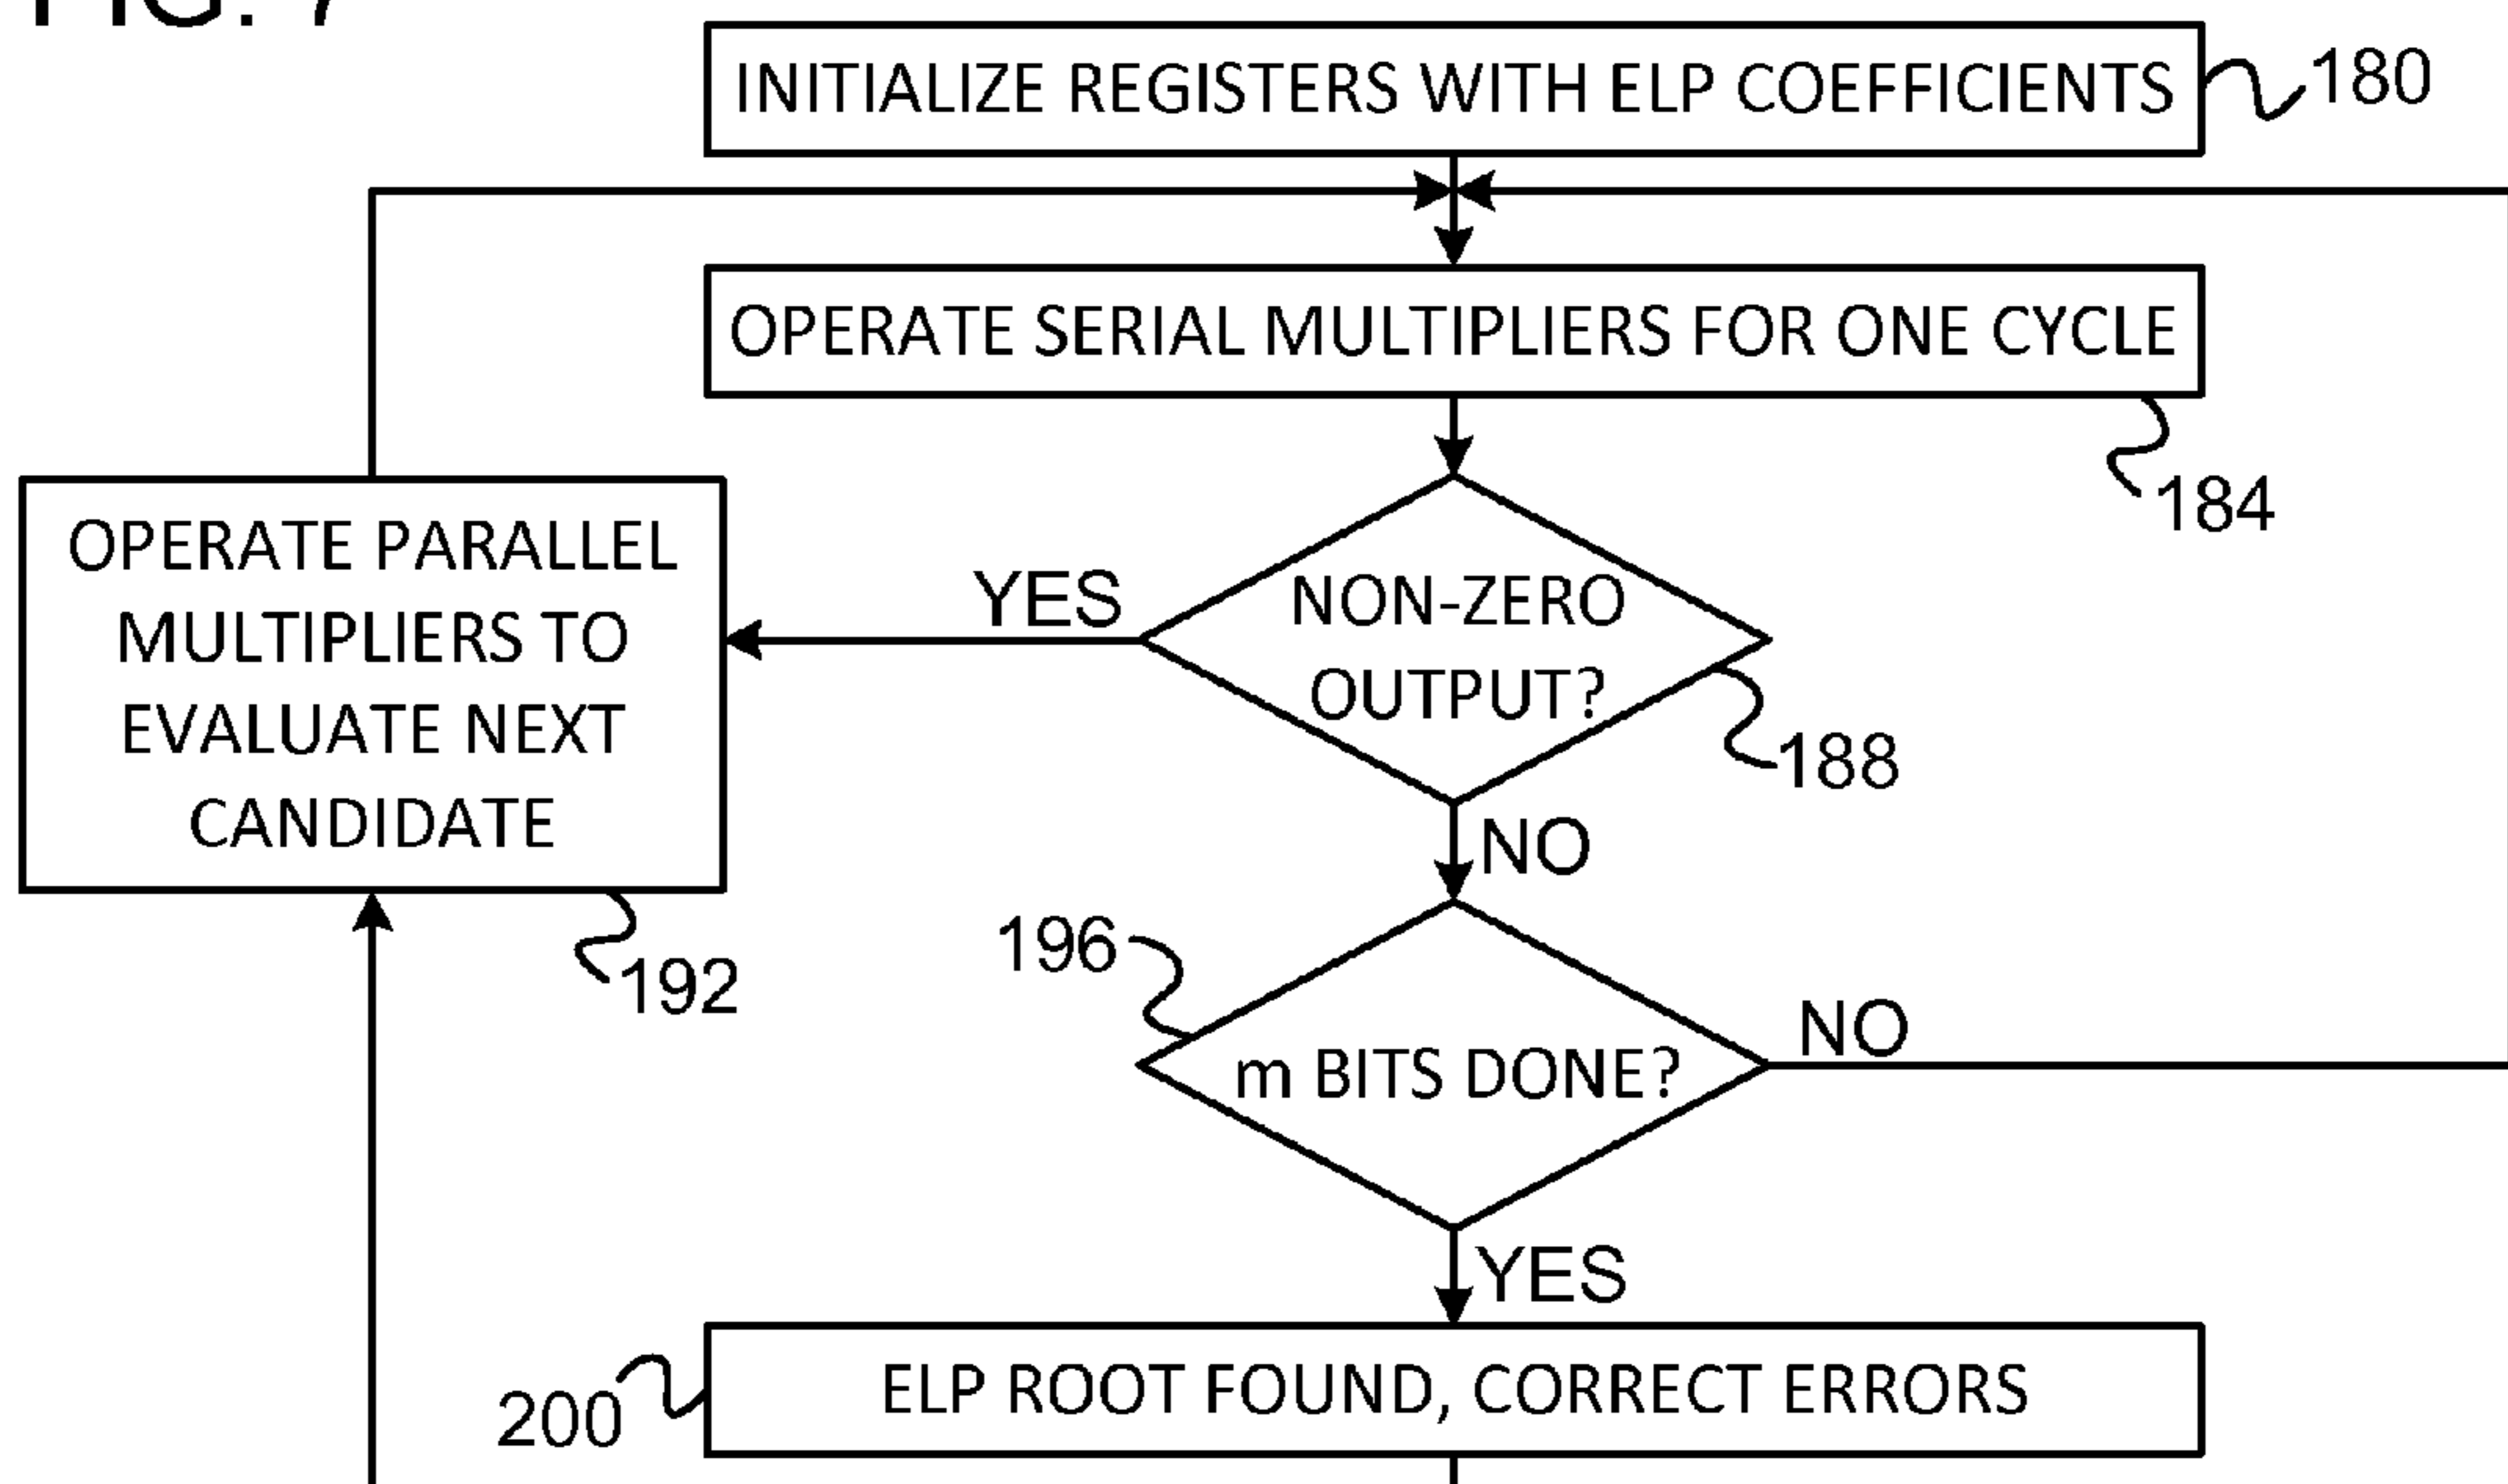 FIG. 7
INITIALIZE REGISTERS WITH ELP COEFFICIENTS
180
OPERATE SERIAL MULTIPLIERS FOR ONE CYCLE
184
OPERATE PARALLEL
MULTIPLIERS TO
EVALUATE NEXT
CANDIDATE
192
YES
NON-ZERO
OUTPUT?
188
NO
196
m BITS DONE?
NO
YES
200
ELP ROOT FOUND, CORRECT ERRORS